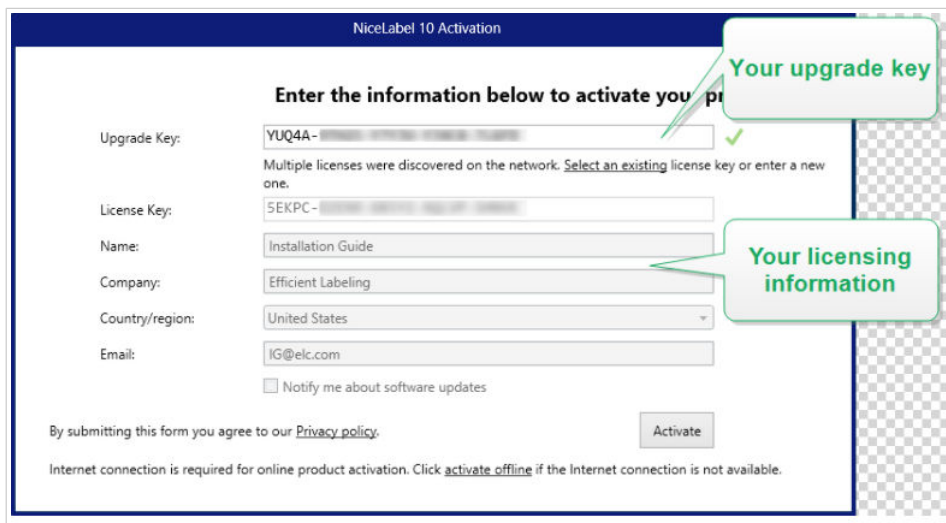 NiceLabel 10 Activation
Your upgrade key
Enter the information below to activate your pr
Upgrade Key:
YUQ4A-
Multiple licenses were discovered on the network. Select an existing license key or enter a new
one.
License Key:
5EKPC-
Name:
Installation Guide
Company:
Efficient Labeling
Your licensing
information
Country/region:
United States
Email:
IG@elc.com
Notify me about software updates
By submitting this form you agree to our Privacy policy.
Activate
Internet connection is required for online product activation. Click activate offline if the Internet connection is not available.